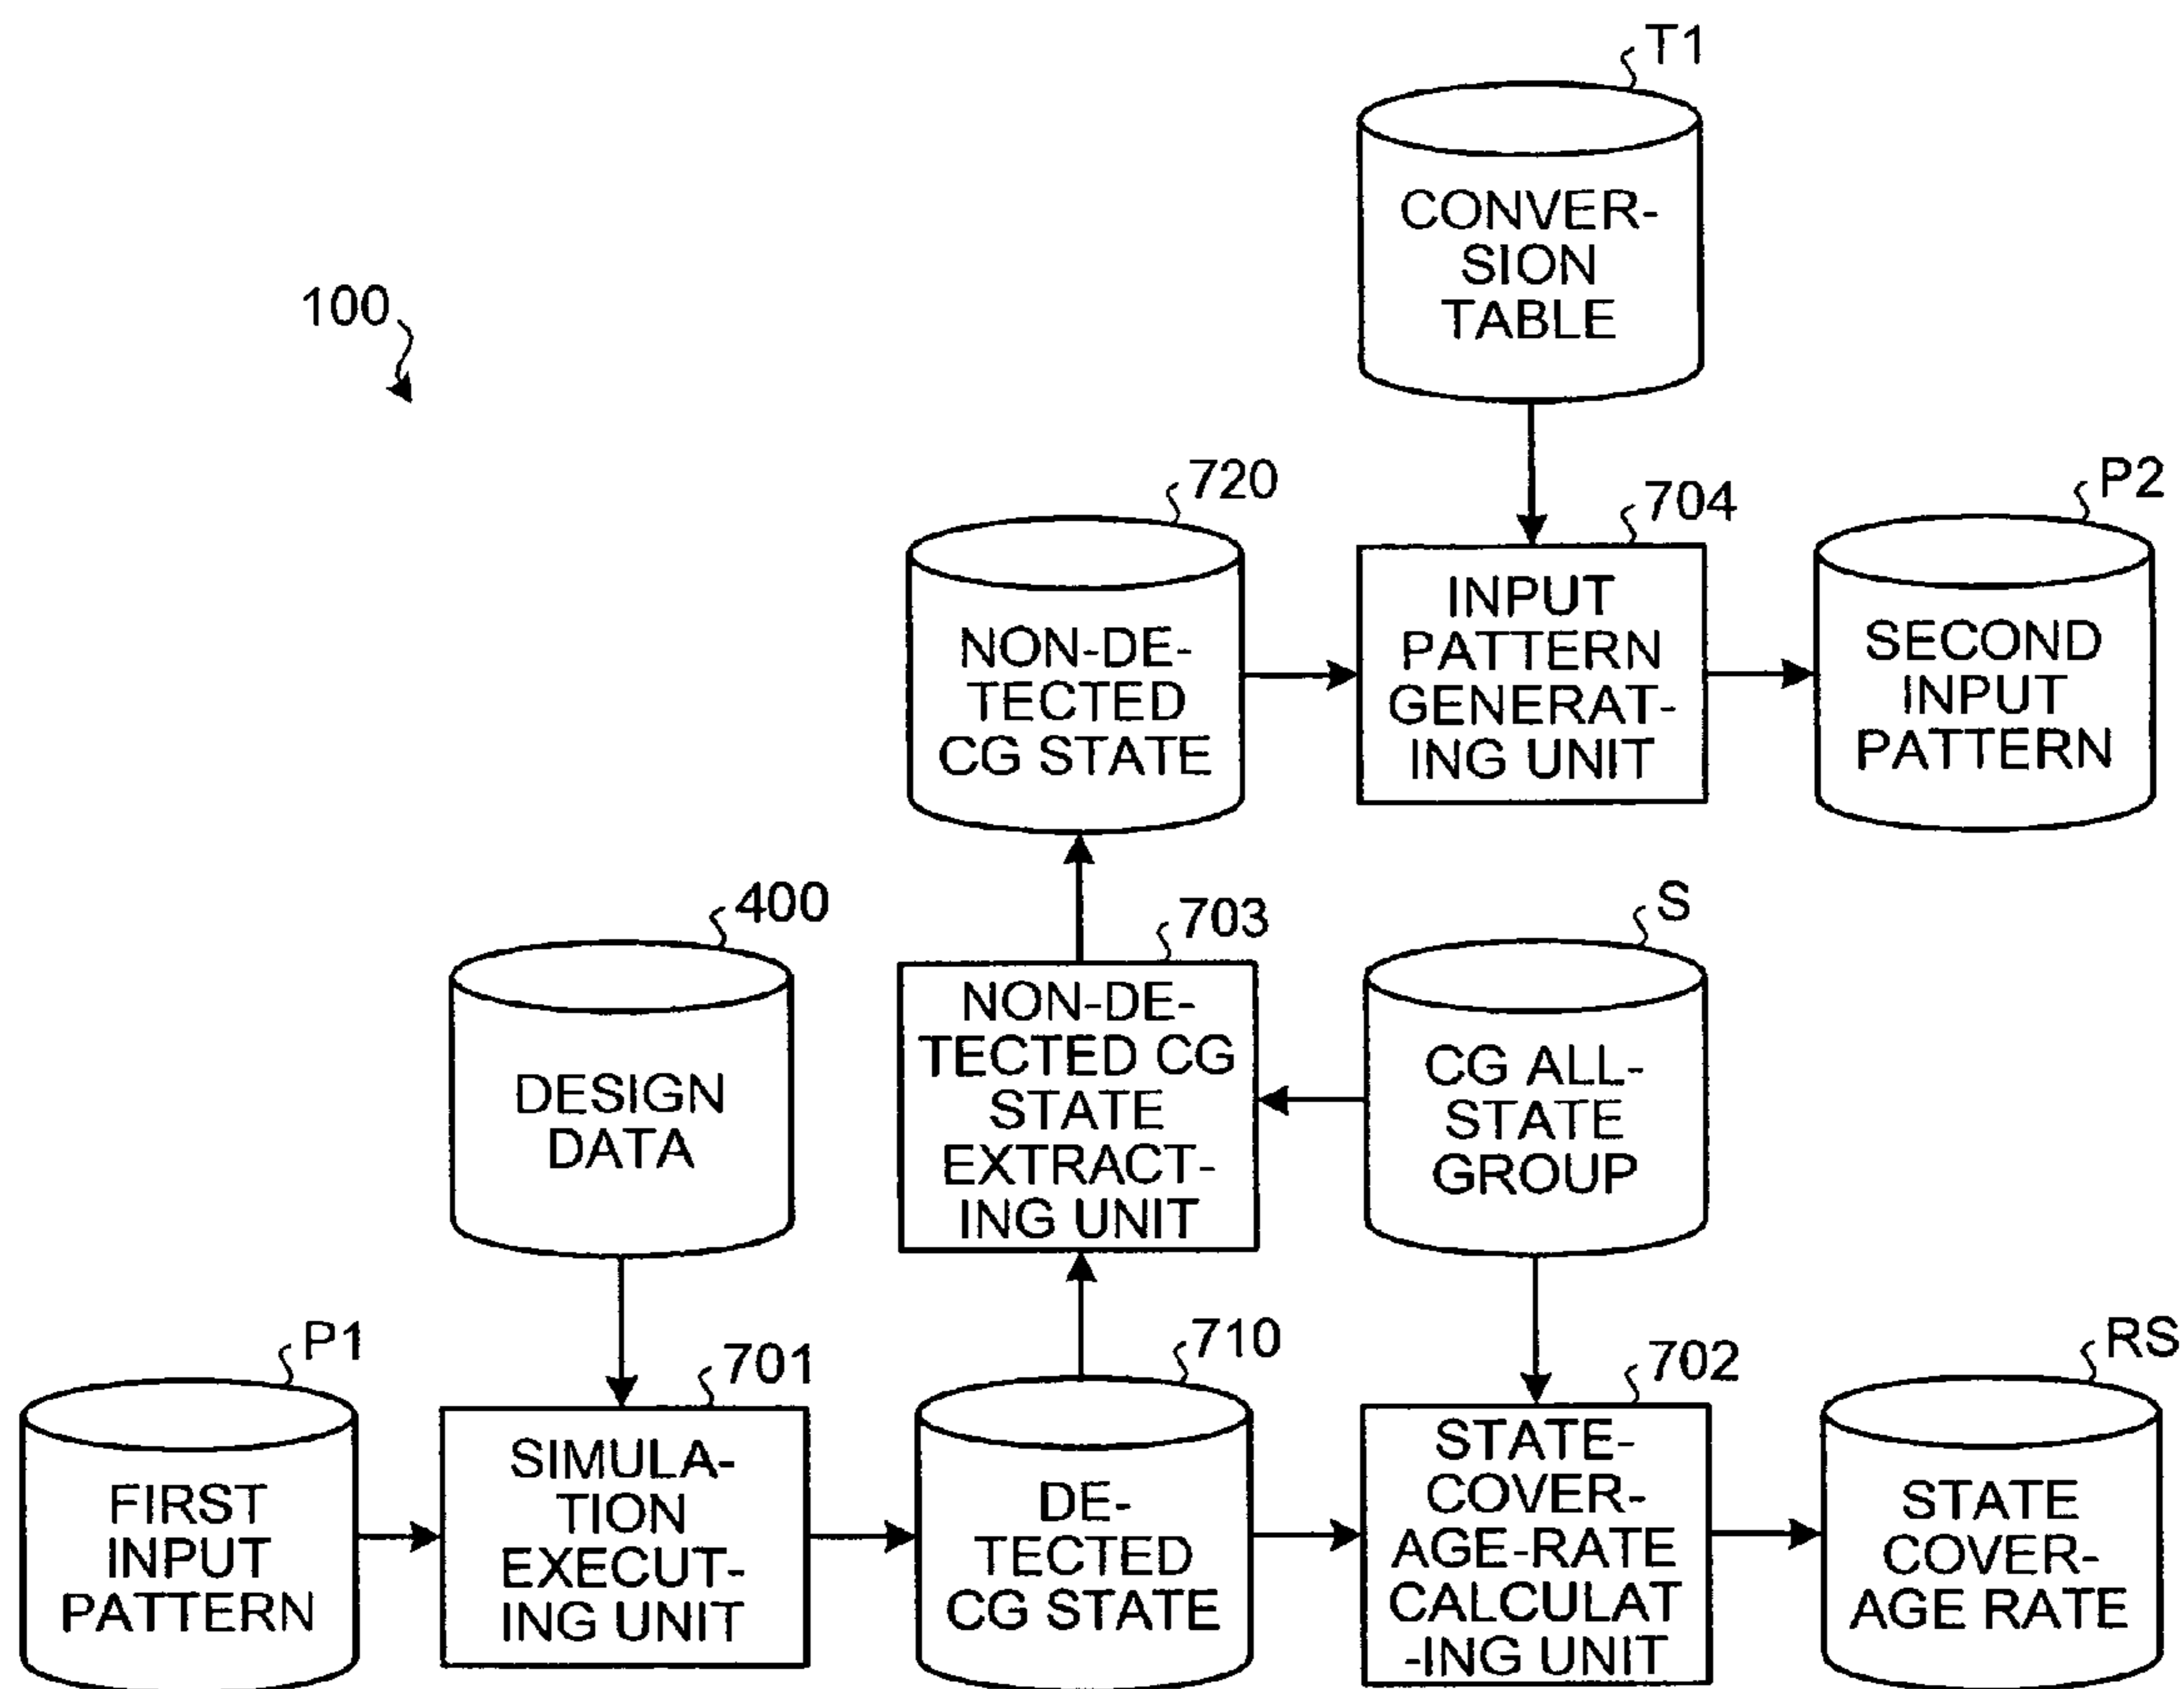 T1
CONVER-
SION
TABLE
100
720
704
P2
NON-DE-
TECTED
CG STATE
INPUT
PATTERN
GENERAT-
ING UNIT
SECOND
INPUT
PATTERN
400
703
S
DESIGN
DATA
NON-DE-
TECTED CG
STATE
EXTRACT-
ING UNIT
CG ALL-
STATE
GROUP
P1
701
710
702
RS
FIRST
INPUT
PATTERN
SIMULA-
TION
EXECUT-
ING UNIT
DE-
TECTED
CG STATE
STATE-
COVER-
AGE-RATE
CALCULAT
-ING UNIT
STATE
COVER-
AGE RATE